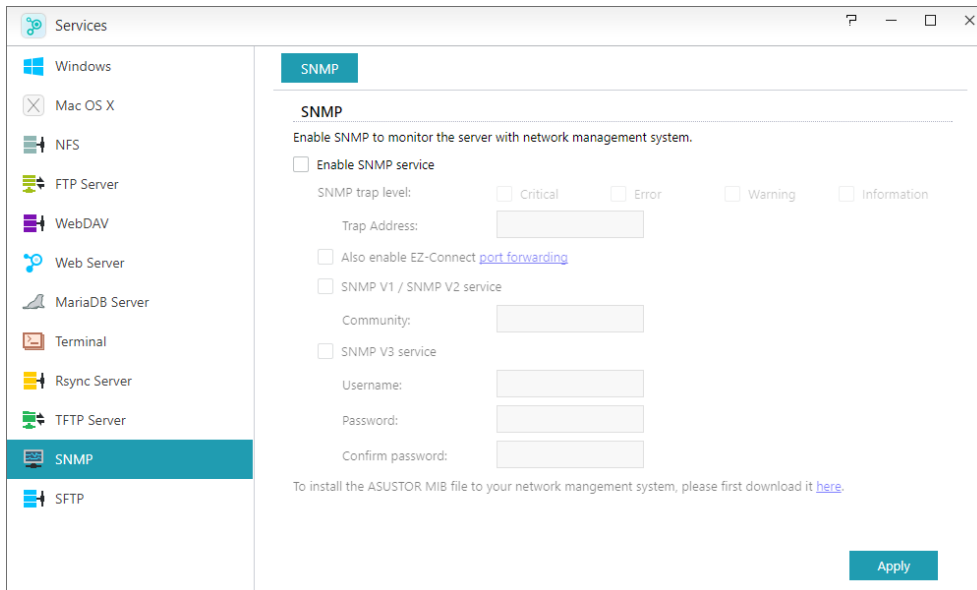 Services
Windows
Mac OS X
NFS
FTP Server
WebDAV
Web Server
MariaDB Server
Terminal
Rsync Server
TFTP Server
SNMP
SFTP
SNMP
SNMP
Enable SNMP to monitor the server with network management system.
Enable SNMP service
SNMP trap level: Critical Error Warning Information
Trap Address:
Also enable EZ-Connect port forwarding
SNMP V1 / SNMP V2 service
Community:
SNMP V3 service
Username:
Password:
Confirm password:
To install the ASUSTOR MIB file to your network mangement system, please first download it here.
Apply